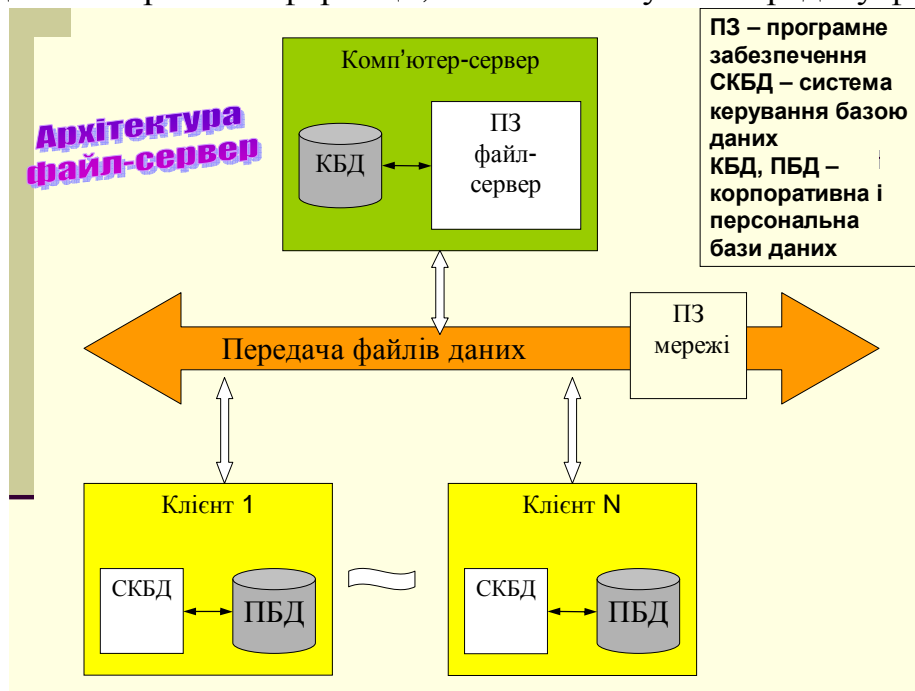 Архітектура
файл-сервер
Комп'ютер-сервер
КБД
ПЗ
файл-
сервер
ПЗ – програмне
забезпечення
СКБД – система
керування базою
даних
КБД, ПБД –
корпоративна і
персональна
бази даних
Передача файлів даних
ПЗ
мережі
Клієнт 1
СКБД
ПБД
Клієнт N
СКБД
ПБД